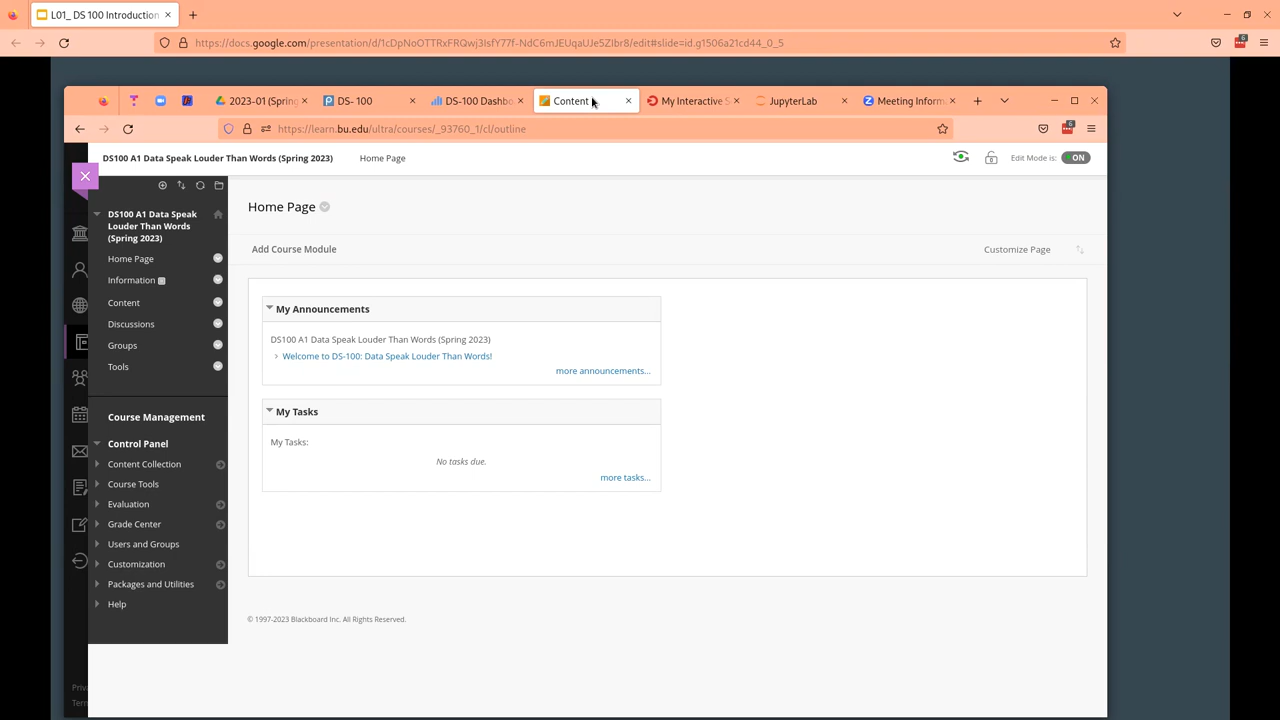 L01_ DS 100 Introduction
https://docs.google.com/presentation/d/1cDpNoOTTRxFRQwj3IsfY77f-NdC6mJEUqaUJe5ZIbr8/edit#slide=id.g1506a21cd44_0_5
6
2023-01 (Spring
DS- 100
DS-100 Dashbo
Content
My Interactive S
JupyterLab
Meeting Inform
https://learn.bu.edu/ultra/courses/_93760_1/cl/outline
6
DS100 A1 Data Speak Louder Than Words (Spring 2023)
Home Page
Edit Mode is:
ON
DS100 A1 Data Speak
Louder Than Words
(Spring 2023)
Home Page
Information
Content
Discussions
Groups
Tools
Course Management
Control Panel
Content Collection
Course Tools
Evaluation
Grade Center
Users and Groups
Customization
Packages and Utilities
Help
Priv
Term
Home Page
Add Course Module
Customize Page
My Announcements
DS100 A1 Data Speak Louder Than Words (Spring 2023)
Welcome to DS-100: Data Speak Louder Than Words!
more announcements...
My Tasks
My Tasks:
No tasks due.
more tasks...
© 1997-2023 Blackboard Inc. All Rights Reserved.